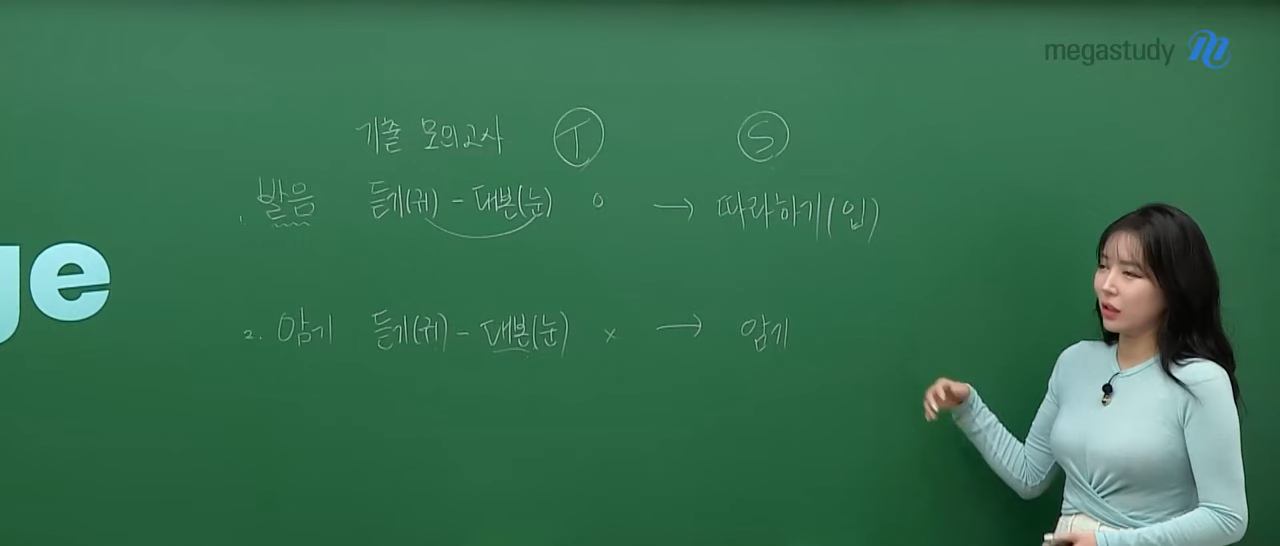 megastudy
기출 모의고사 T S
1. 발음 듣기(귀) - 대본(눈) o → 따라하기(입)
ge
2. 암기 듣기(귀) - 대본(눈) x → 암기